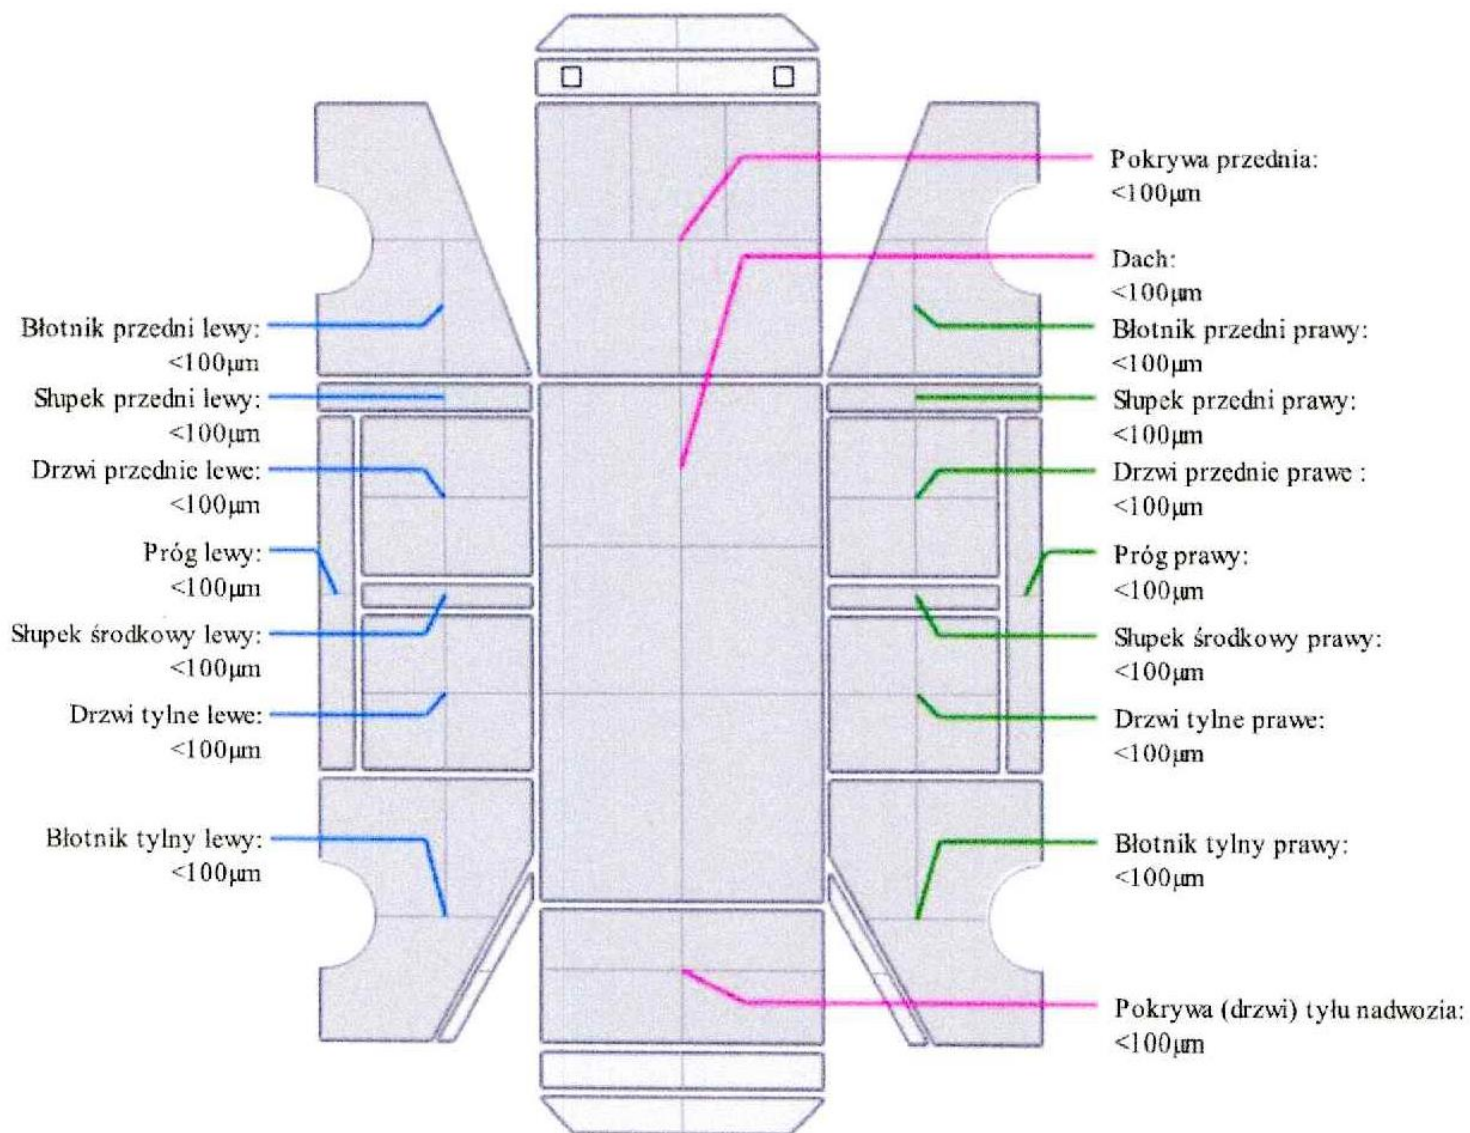 Pokrywa przednia:
<100µm
Dach:
<100µm
Błotnik przedni lewy:
<100µm
Błotnik przedni prawy:
<100µm
Słupek przedni lewy:
<100µm
Słupek przedni prawy:
<100µm
Drzwi przednie lewe:
<100µm
Drzwi przednie prawe :
<100µm
Próg lewy:
<100µm
Próg prawy:
<100µm
Słupek środkowy lewy:
<100µm
Słupek środkowy prawy:
<100µm
Drzwi tylne lewe:
<100µm
Drzwi tylne prawe:
<100µm
Błotnik tylny lewy:
<100µm
Błotnik tylny prawy:
<100µm
Pokrywa (drzwi) tyłu nadwozia:
<100µm